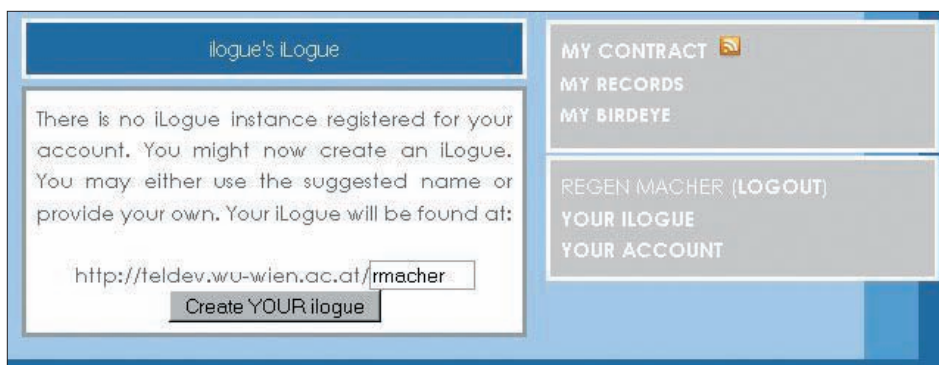 ilogue's iLogue
There is no iLogue instance registered for your
account. You might now create an iLogue.
You may either use the suggested name or
provide your own. Your iLogue will be found at:
http://teldev.wu-wien.ac.at/rmacher
Create YOUR ilogue
MY CONTRACT
MY RECORDS
MY BIRDEYE
REGEN MACHER (LOGOUT)
YOUR ILOGUE
YOUR ACCOUNT